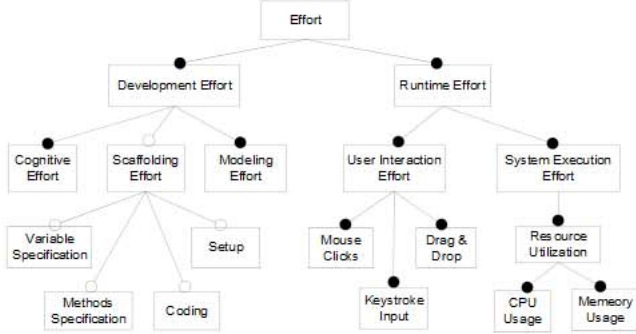 Effort
Development Effort
Runtime Effort
Cognitive
Effort
Scaffolding
Effort
Modeling
Effort
User Interaction
Effort
System Execution
Effort
Variable
Specification
Setup
Mouse
Clicks
Drag &
Drop
Resource
Utilization
Methods
Specification
Coding
Keystroke
Input
CPU
Usage
Memeory
Usage